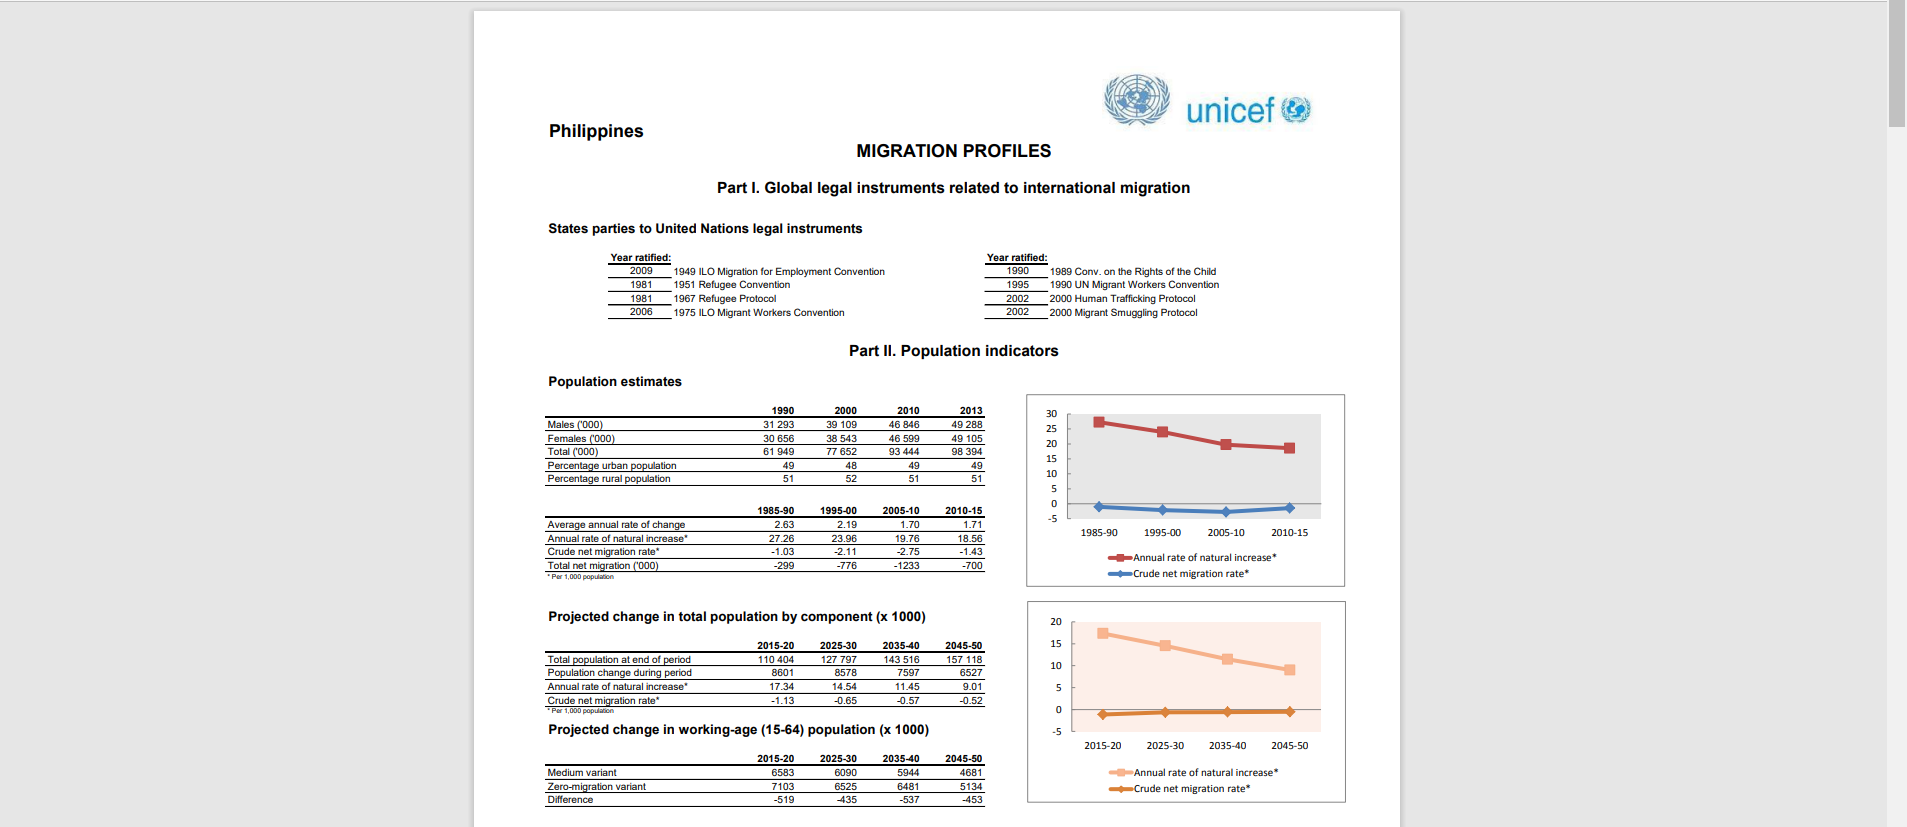 unicef
Philippines
MIGRATION PROFILES
Part I. Global legal instruments related to international migration
States parties to United Nations legal instruments
Year ratified:
2009 1949 ILO Migration for Employment Convention
1981 1951 Refugee Convention
1981 1967 Refugee Protocol
2006 1975 ILO Migrant Workers Convention
Year ratified:
1990 1989 Conv. on the Rights of the Child
1995 1990 UN Migrant Workers Convention
2002 2000 Human Trafficking Protocol
2002 2000 Migrant Smuggling Protocol
Part II. Population indicators
Population estimates
1990 2000 2010 2013
Males ('000) 31 293 39 109 46 846 49 288
Females ('000) 30 656 38 543 46 599 49 105
Total ('000) 61 949 77 652 93 444 98 394
Percentage urban population 49 48 49 49
Percentage rural population 51 52 51 51
1985-90 1995-00 2005-10 2010-15
Average annual rate of change 2.63 2.19 1.70 1.71
Annual rate of natural increase* 27.26 23.96 19.76 18.56
Crude net migration rate* -1.03 -2.11 -2.75 -1.43
Total net migration ('000) -299 -776 -1233 -700
* Per 1,000 population
30
25
20
15
10
5
0
-5
1985-90 1995-00 2005-10 2010-15
Annual rate of natural increase*
Crude net migration rate*
Projected change in total population by component (x 1000)
2015-20 2025-30 2035-40 2045-50
Total population at end of period 110 404 127 797 143 516 157 118
Population change during period 8601 8578 7597 6527
Annual rate of natural increase* 17.34 14.54 11.45 9.01
Crude net migration rate* -1.13 -0.65 -0.57 -0.52
* Per 1,000 population
Projected change in working-age (15-64) population (x 1000)
2015-20 2025-30 2035-40 2045-50
Medium variant 6583 6090 5944 4681
Zero-migration variant 7103 6525 6481 5134
Difference -519 -435 -537 -453
20
15
10
5
0
-5
2015-20 2025-30 2035-40 2045-50
Annual rate of natural increase*
Crude net migration rate*